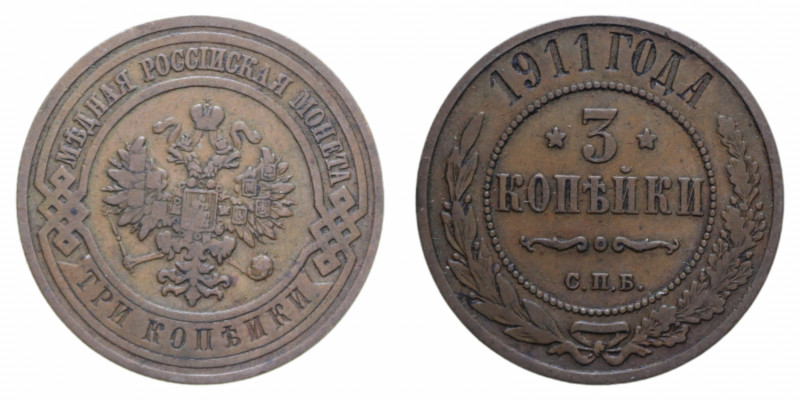 МѢДНАЯ РОССІЙСКАЯ МОНЕТА
ТРИ КОПѢЙКИ
1911 ГОДА
3
КОПѢЙКИ
С.П.Б.